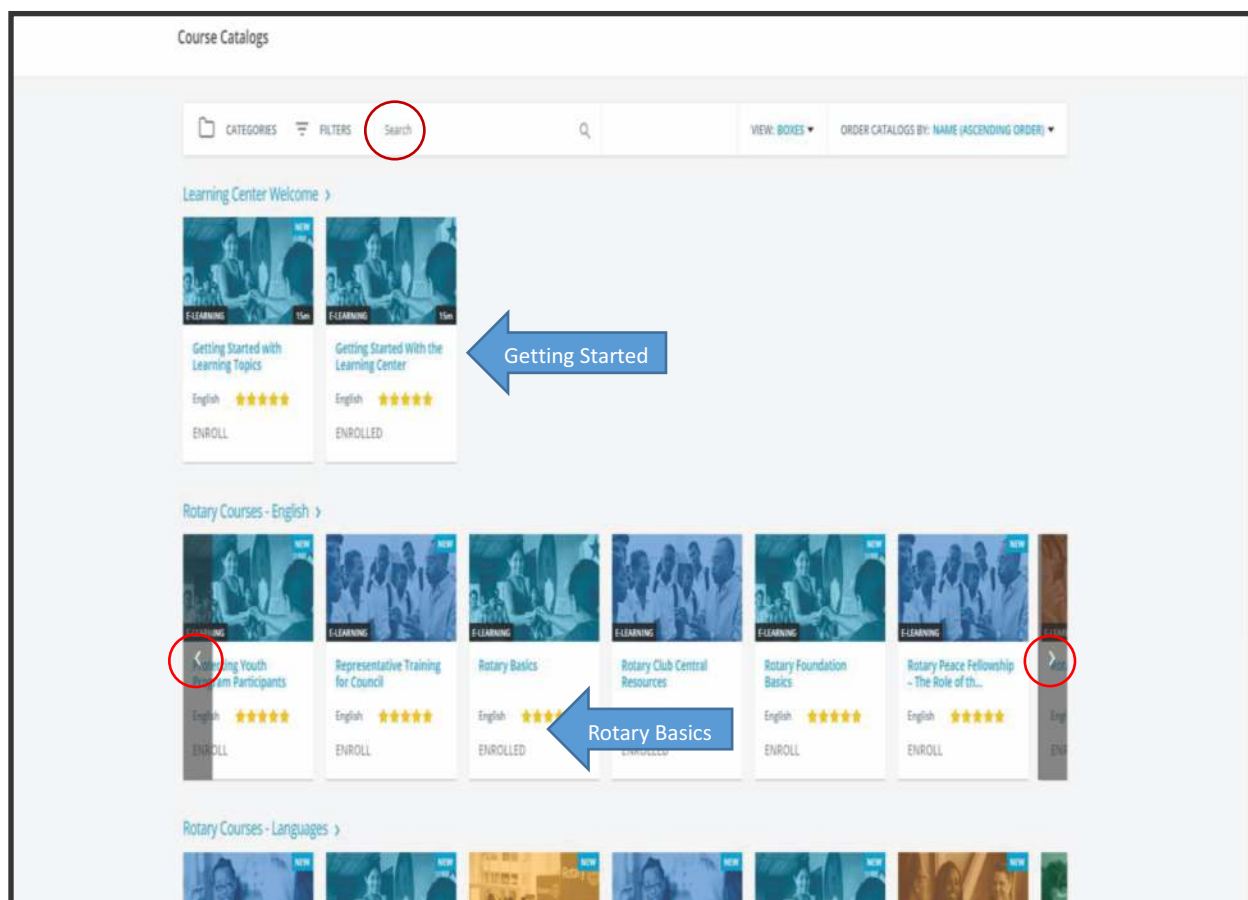 Course Catalogs
CATEGORIES FILTERS Search VIEW: BOXES ORDER CATALOGS BY: NAME (ASCENDING ORDER)
Learning Center Welcome >
NEW
E-LEARNING 15m E-LEARNING 15m
Getting Started with Learning Topics
Getting Started With the Learning Center
Getting Started
English English
ENROLL ENROLLED
Rotary Courses - English >
NEW NEW NEW NEW NEW
E-LEARNING E-LEARNING E-LEARNING E-LEARNING E-LEARNING E-LEARNING
Youth Participants
Representative Training for Council
Rotary Basics
Rotary Club Central Resources
Rotary Foundation Basics
Rotary Peace Fellowship – The Role of th...
English English English English English
Rotary Basics
ENROLL ENROLL ENROLLED ENROLLED ENROLL ENROLL
Rotary Courses - Languages >
NEW NEW NEW NEW NEW NEW